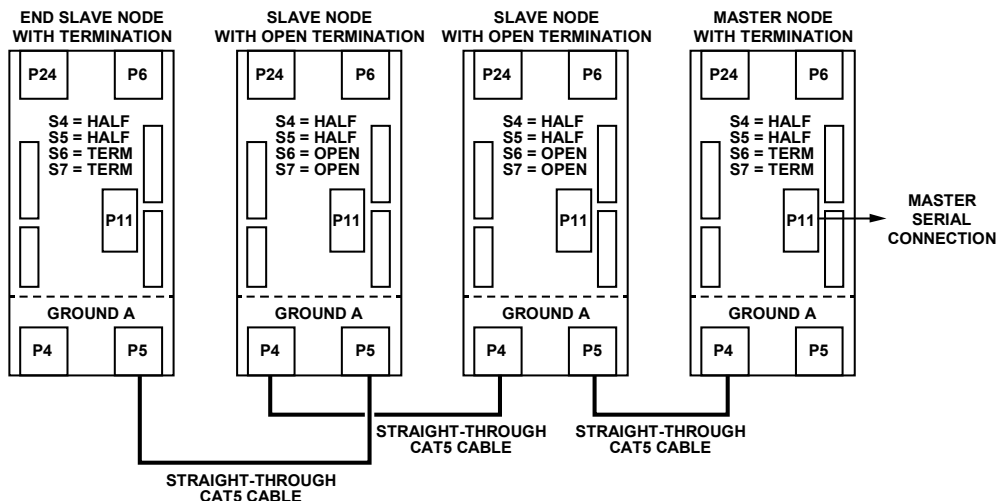 END SLAVE NODE
WITH TERMINATION
P24
P6
S4 = HALF
S5 = HALF
S6 = TERM
S7 = TERM
P11
GROUND A
P4
P5
SLAVE NODE
WITH OPEN TERMINATION
P24
P6
S4 = HALF
S5 = HALF
S6 = OPEN
S7 = OPEN
P11
GROUND A
P4
P5
SLAVE NODE
WITH OPEN TERMINATION
P24
P6
S4 = HALF
S5 = HALF
S6 = OPEN
S7 = OPEN
P11
GROUND A
P4
P5
MASTER NODE
WITH TERMINATION
P24
P6
S4 = HALF
S5 = HALF
S6 = TERM
S7 = TERM
P11
GROUND A
P4
P5
MASTER
SERIAL
CONNECTION
STRAIGHT-THROUGH
CAT5 CABLE
STRAIGHT-THROUGH
CAT5 CABLE
STRAIGHT-THROUGH
CAT5 CABLE